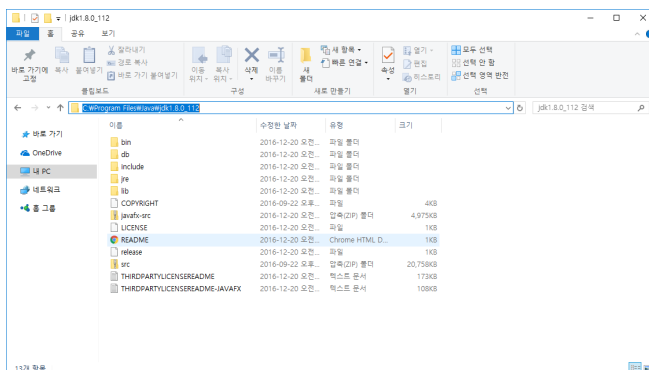 jdk1.8.0_112
파일 홈 공유 보기
바로 가기에 고정
복사
붙여넣기
잘라내기
경로 복사
바로 가기 붙여넣기
클립보드
이동 위치
복사 위치
삭제
이름 바꾸기
구성
새 폴더
새 항목
빠른 연결
새로 만들기
속성
열기
편집
히스토리
열기
모두 선택
선택 안 함
선택 영역 반전
선택
C:₩Program Files₩Java₩jdk1.8.0_112
jdk1.8.0_112 검색
바로 가기
OneDrive
내 PC
네트워크
홈 그룹
이름 수정한 날짜 유형 크기
bin 2016-12-20 오전... 파일 폴더
db 2016-12-20 오전... 파일 폴더
include 2016-12-20 오전... 파일 폴더
jre 2016-12-20 오전... 파일 폴더
lib 2016-12-20 오전... 파일 폴더
COPYRIGHT 2016-09-22 오후... 파일 4KB
javafx-src 2016-12-20 오전... 압축(ZIP) 폴더 4,975KB
LICENSE 2016-12-20 오전... 파일 1KB
README 2016-12-20 오전... Chrome HTML D... 1KB
release 2016-12-20 오전... 파일 1KB
src 2016-09-22 오후... 압축(ZIP) 폴더 20,758KB
THIRDPARTYLICENSEREADME 2016-12-20 오전... 텍스트 문서 173KB
THIRDPARTYLICENSEREADME-JAVAFX 2016-12-20 오전... 텍스트 문서 108KB
13개 항목